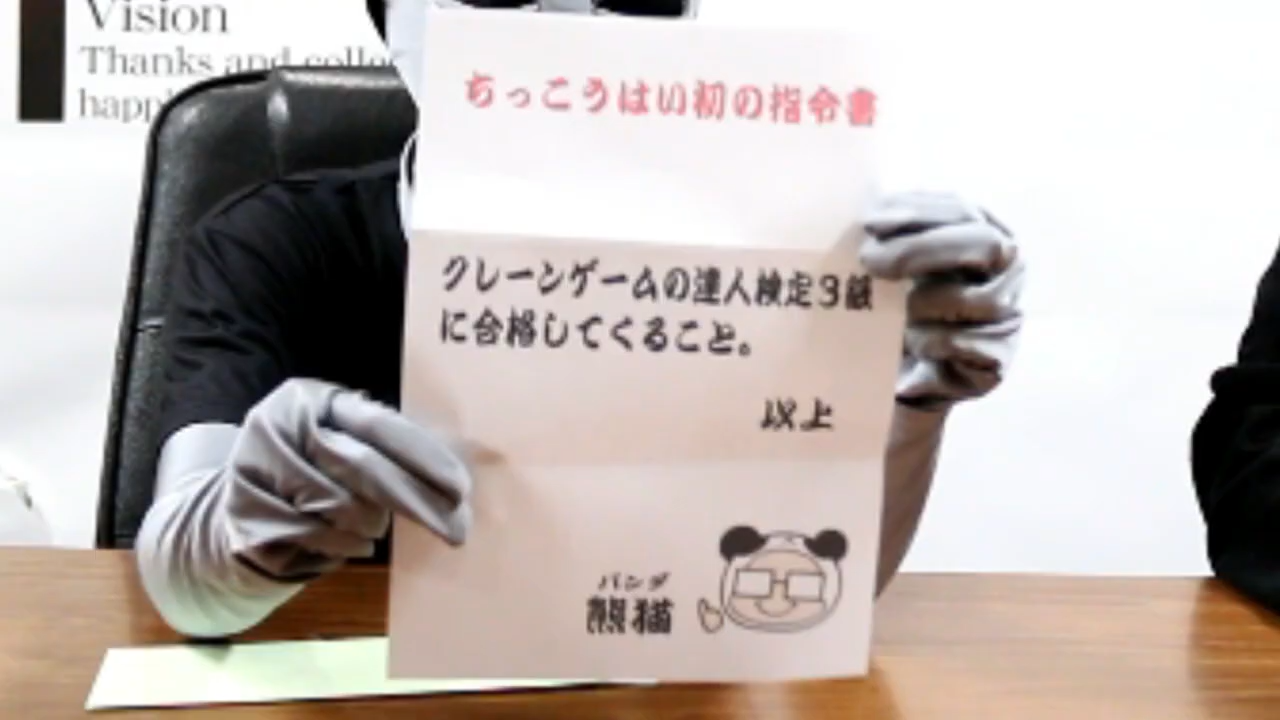 Vision
Thanks and colle
happ
ちっこうはい初の指令書
クレーンゲームの達人検定3級
に合格してくること。
以上
パンダ
熊猫